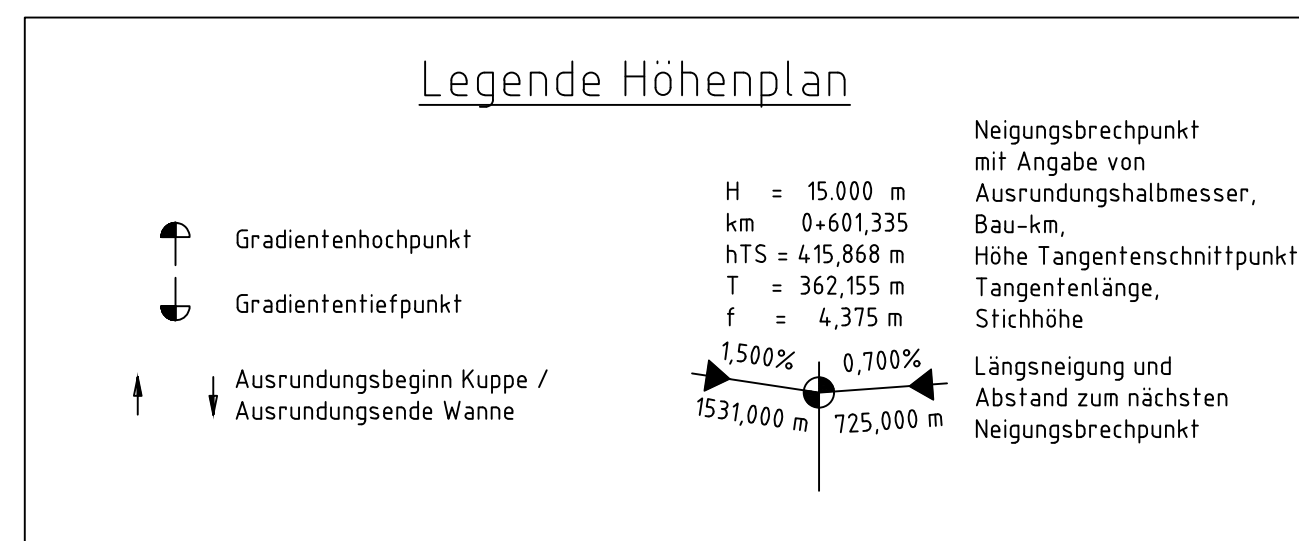 Legende Höhenplan
Gradientenhochpunkt
Gradiententiefpunkt
Ausrundungsbeginn Kuppe /
Ausrundungsende Wanne
H = 15.000 m
km 0+601,335
hTS = 415,868 m
T = 362,155 m
f = 4,375 m
1,500% 0,700%
1531,000 m 725,000 m
Neigungsbrechpunkt
mit Angabe von
Ausrundungshalbmesser,
Bau-km,
Höhe Tangentenschnittpunkt
Tangentenlänge,
Stichhöhe
Längsneigung und
Abstand zum nächsten
Neigungsbrechpunkt